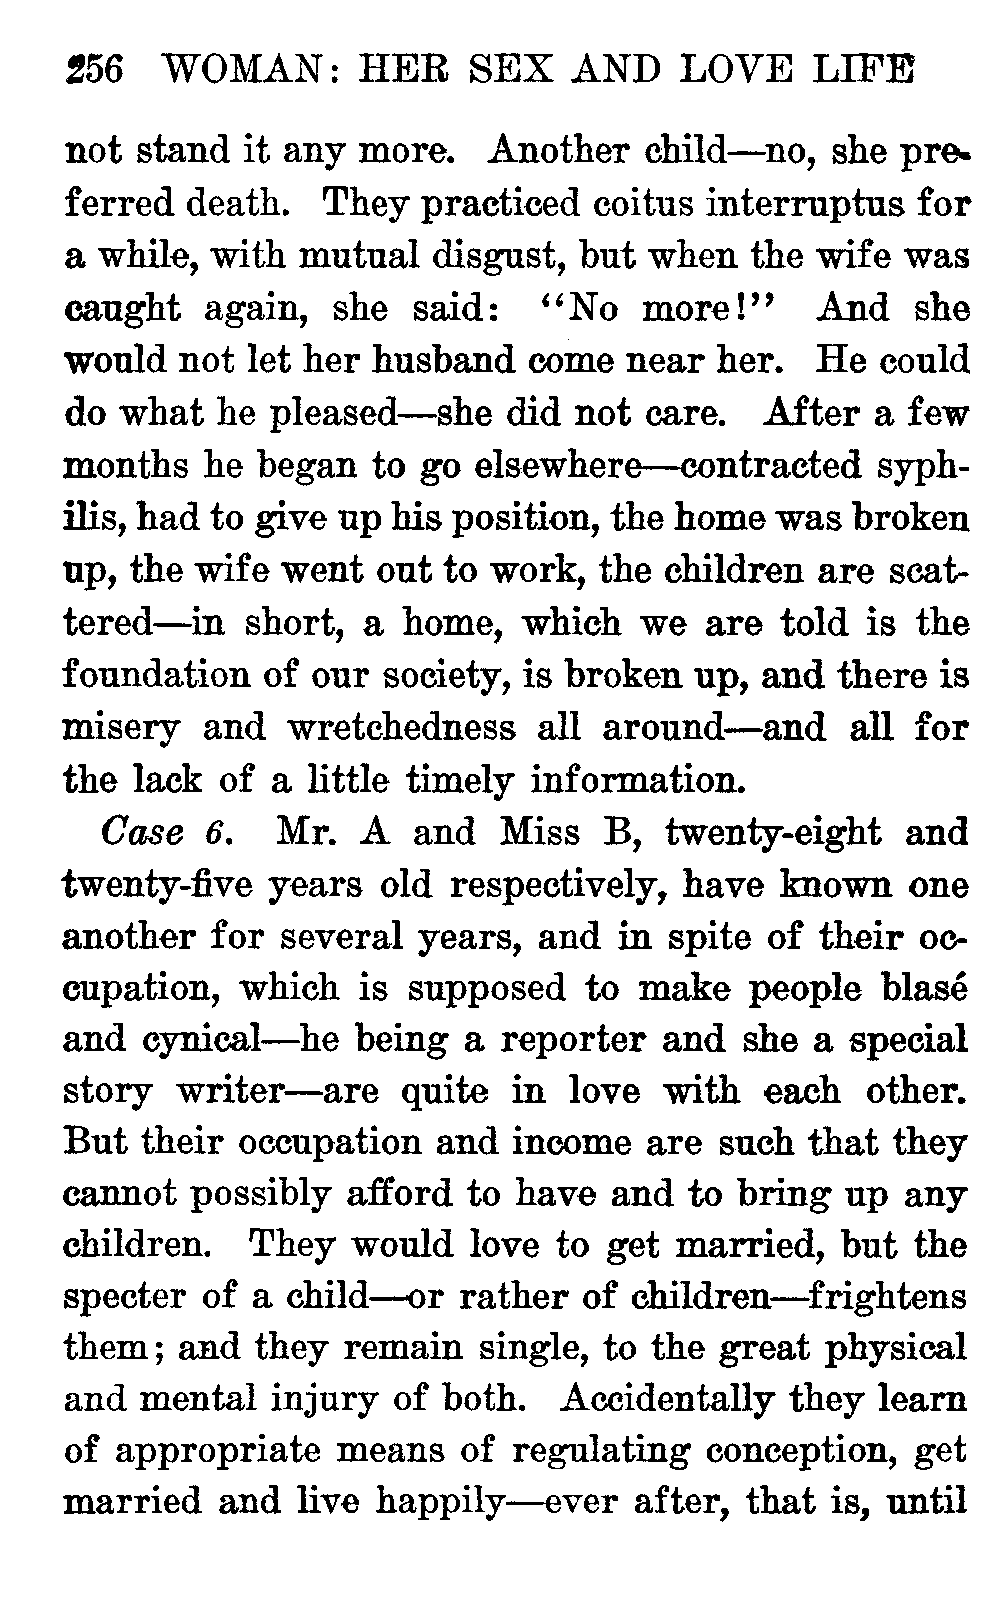 256 WOMAN: HER SEX AND LOVE LIFE
not stand it any more. Another child—no, she pre-
ferred death. They practiced coitus interruptus for
a while, with mutual disgust, but when the wife was
caught again, she said: “No more!” And she
would not let her husband come near her. He could
do what he pleased—she did not care. After a few
months he began to go elsewhere—contracted syph-
ilis, had to give up his position, the home was broken
up, the wife went out to work, the children are scat-
tered—in short, a home, which we are told is the
foundation of our society, is broken up, and there is
misery and wretchedness all around—and all for
the lack of a little timely information.
Case 6. Mr. A and Miss B, twenty-eight and
twenty-five years old respectively, have known one
another for several years, and in spite of their oc-
cupation, which is supposed to make people blasé
and cynical—he being a reporter and she a special
story writer—are quite in love with each other.
But their occupation and income are such that they
cannot possibly afford to have and to bring up any
children. They would love to get married, but the
specter of a child—or rather of children—frightens
them; and they remain single, to the great physical
and mental injury of both. Accidentally they learn
of appropriate means of regulating conception, get
married and live happily—ever after, that is, until